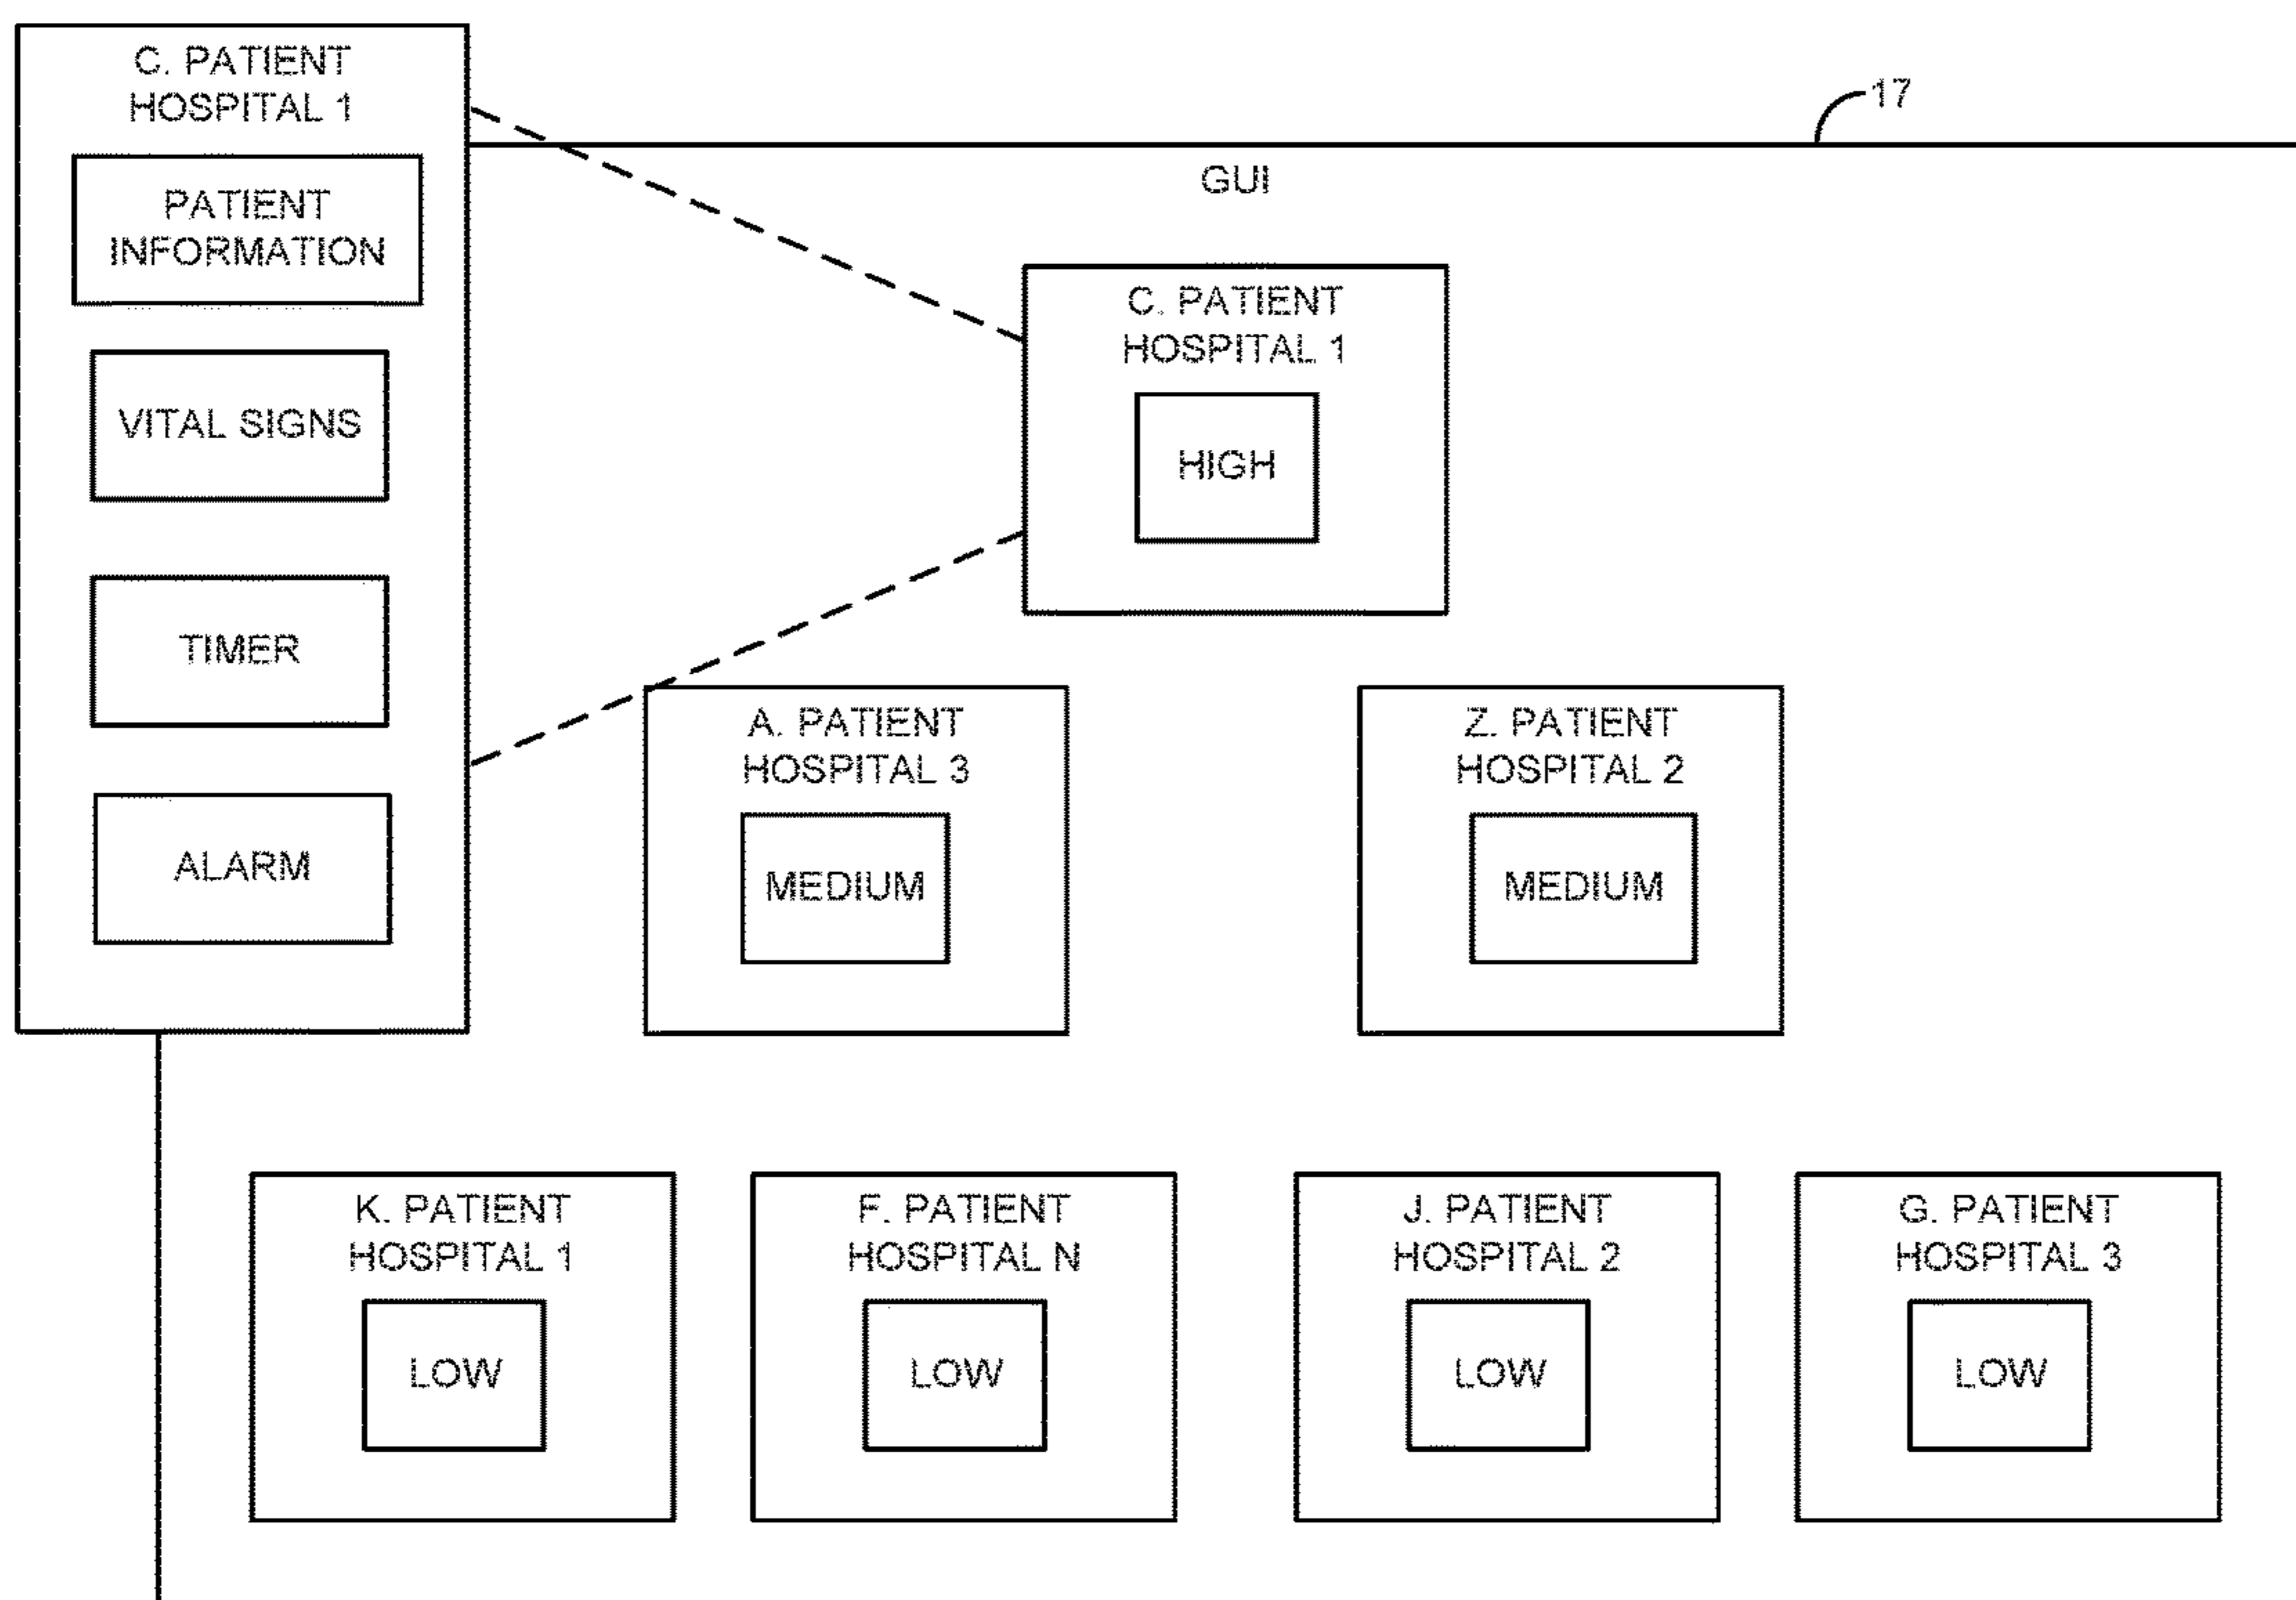 C. PATIENT
HOSPITAL 1
PATIENT
INFORMATION
VITAL SIGNS
TIMER
ALARM
17
GUI
C. PATIENT
HOSPITAL 1
HIGH
A. PATIENT
HOSPITAL 3
MEDIUM
Z. PATIENT
HOSPITAL 2
MEDIUM
K. PATIENT
HOSPITAL 1
LOW
F. PATIENT
HOSPITAL N
LOW
J. PATIENT
HOSPITAL 2
LOW
G. PATIENT
HOSPITAL 3
LOW